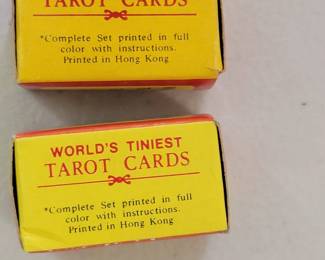 TAROT CARDS
*Complete Set printed in full
color with instructions.
Printed in Hong Kong
WORLD'S TINIEST
TAROT CARDS
*Complete Set printed in full
color with instructions.
Printed in Hong Kong